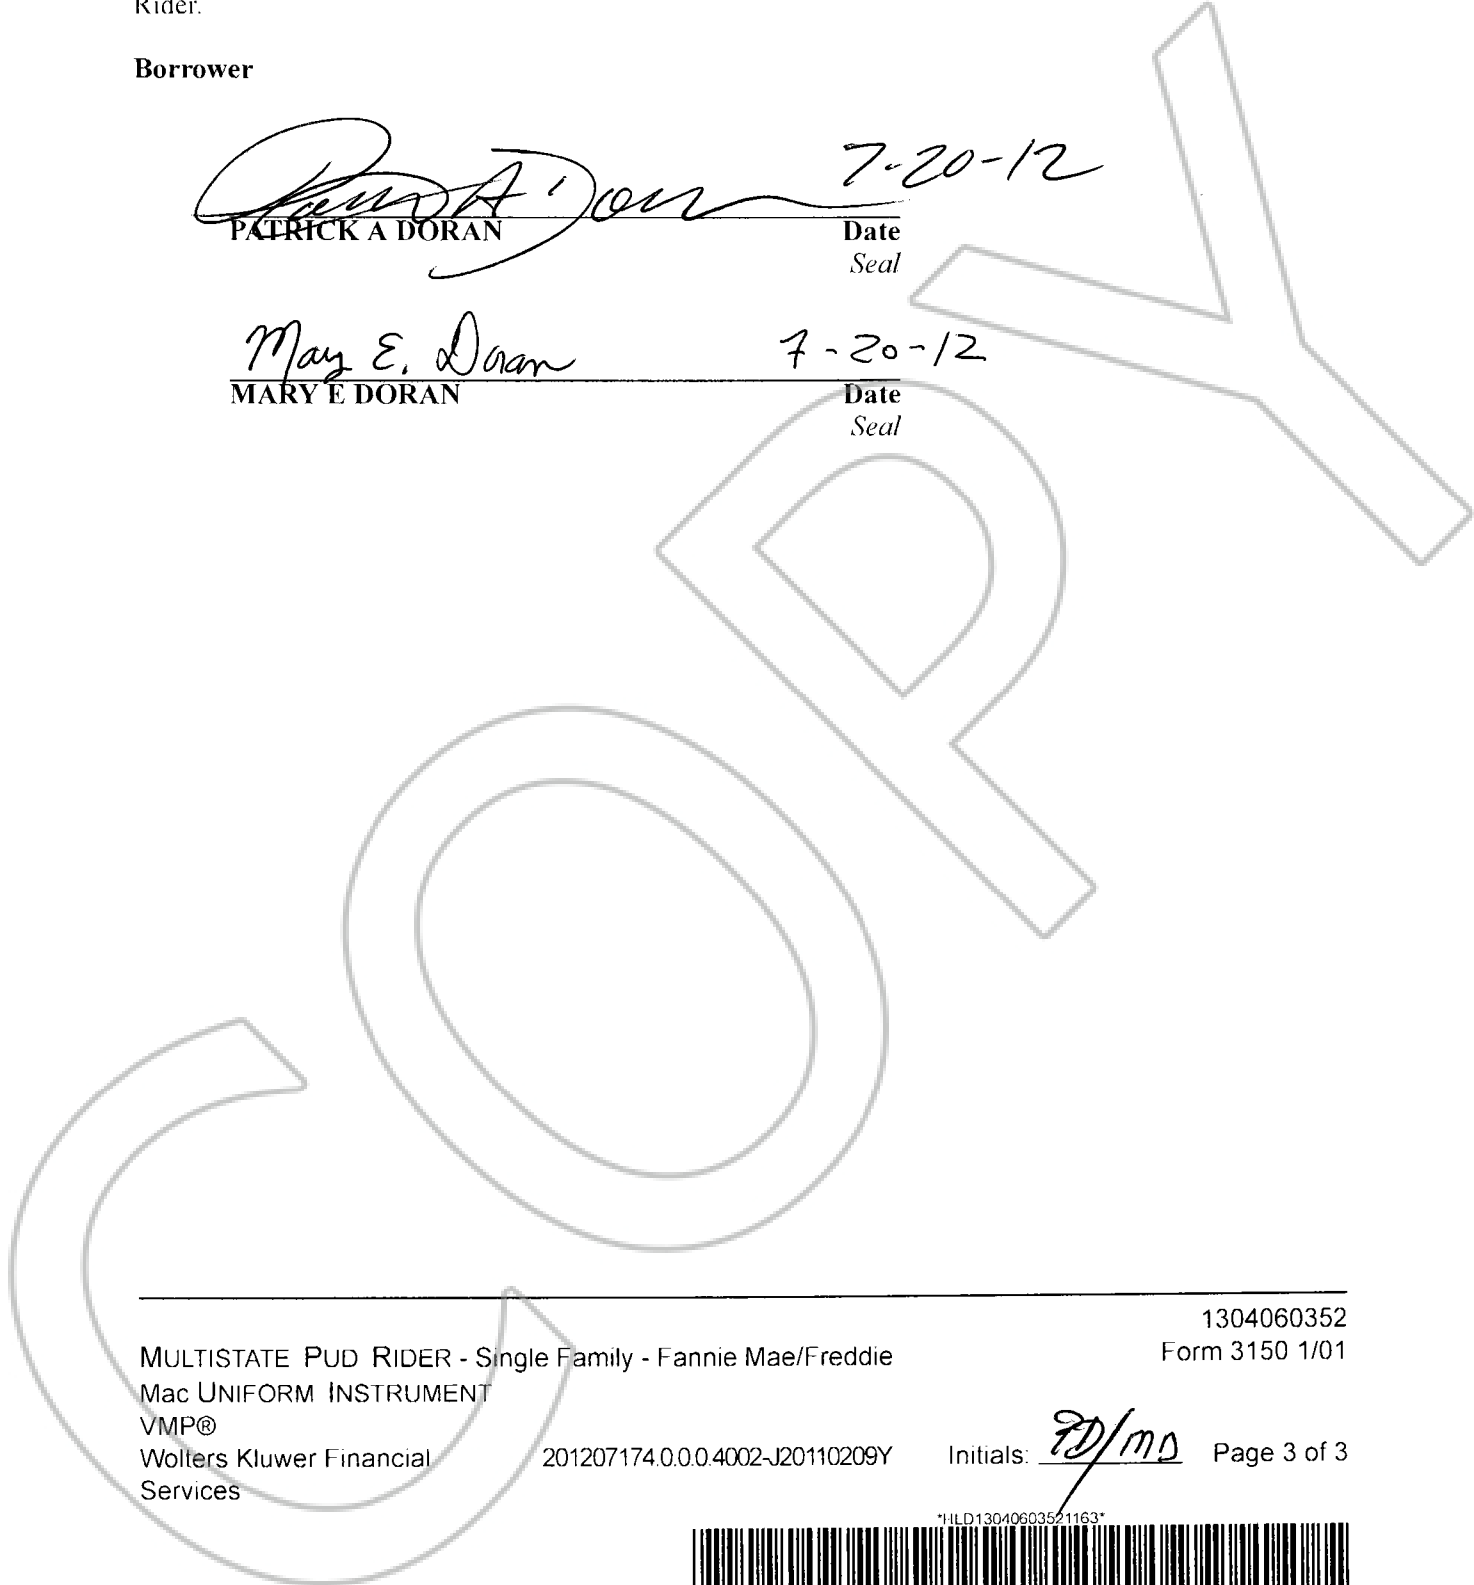 Rider.
Borrower
Patrick A Doran 7-20-12
PATRICK A DORAN Date
Seal
Mary E. Doran 7-20-12
MARY E DORAN Date
Seal
COPY
1304060352
MULTISTATE PUD RIDER - Single Family - Fannie Mae/Freddie Form 3150 1/01
Mac UNIFORM INSTRUMENT
VMP®
Wolters Kluwer Financial 201207174.0.0.0.4002-J20110209Y Initials: PD/MD Page 3 of 3
Services
*HLD13040603521163*